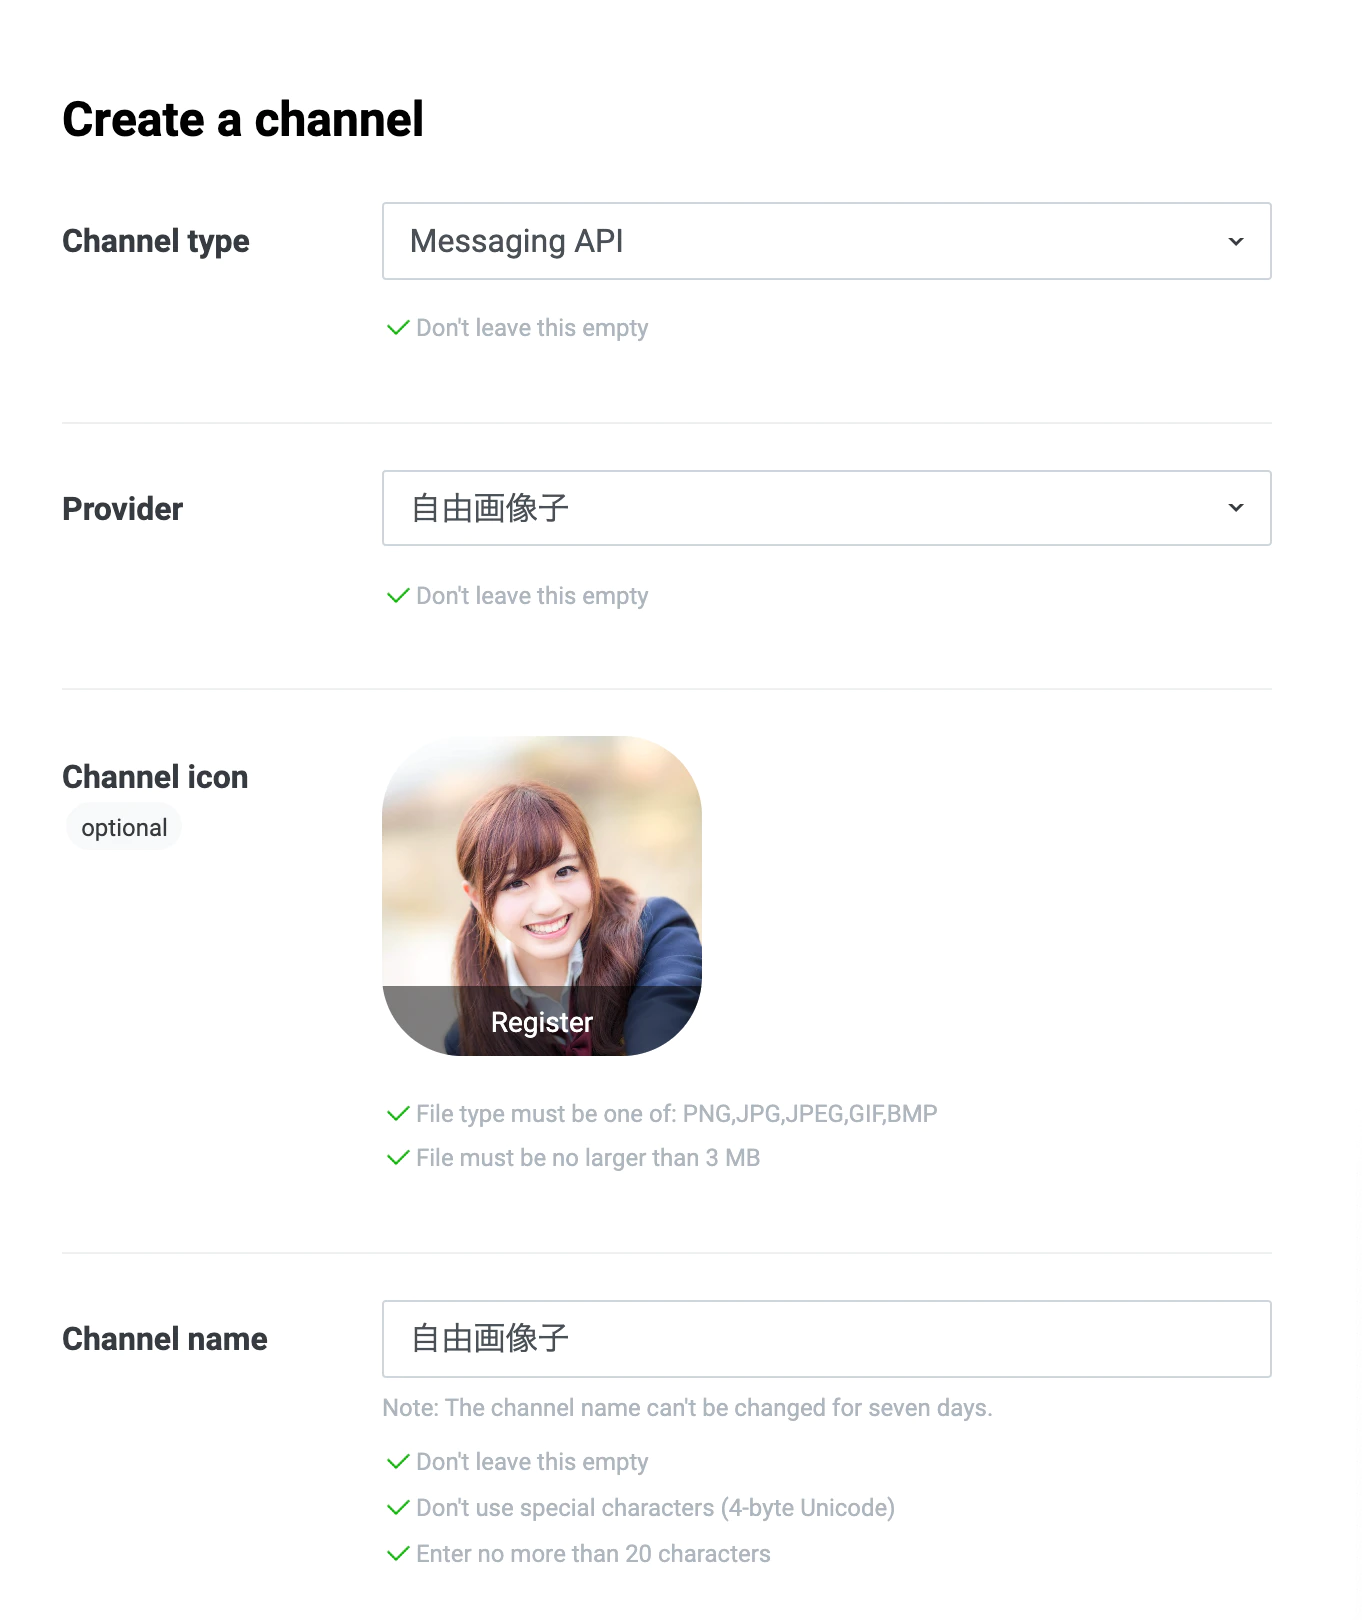 Create a channel
Channel type
Messaging API
Don't leave this empty
Provider
自由画像子
Don't leave this empty
Channel icon
optional
Register
File type must be one of: PNG,JPG,JPEG,GIF,BMP
File must be no larger than 3 MB
Channel name
自由画像子
Note: The channel name can't be changed for seven days.
Don't leave this empty
Don't use special characters (4-byte Unicode)
Enter no more than 20 characters